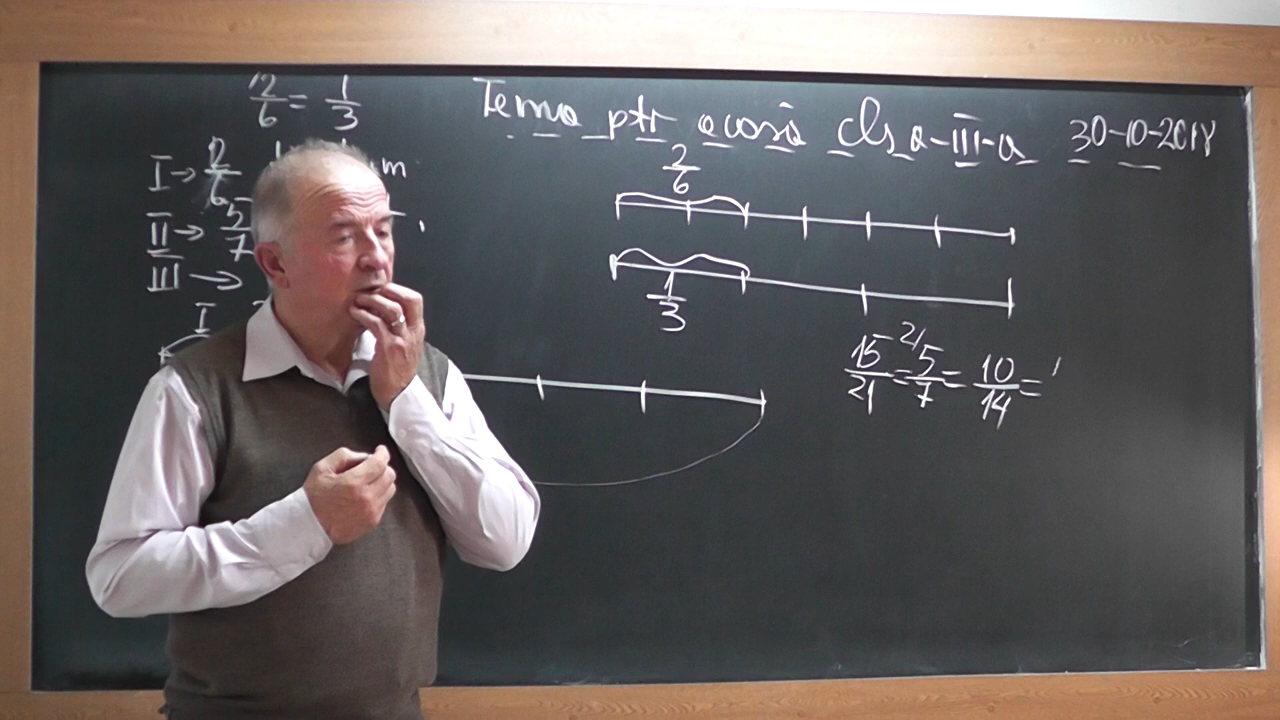 2/6 = 1/3
Tema ptr acasă cls a-III-a 30-10-2018
I → 2/6 m
2/6
II → 5/7
III →
1/3
I
15/21 = 5/7 = 10/14 =